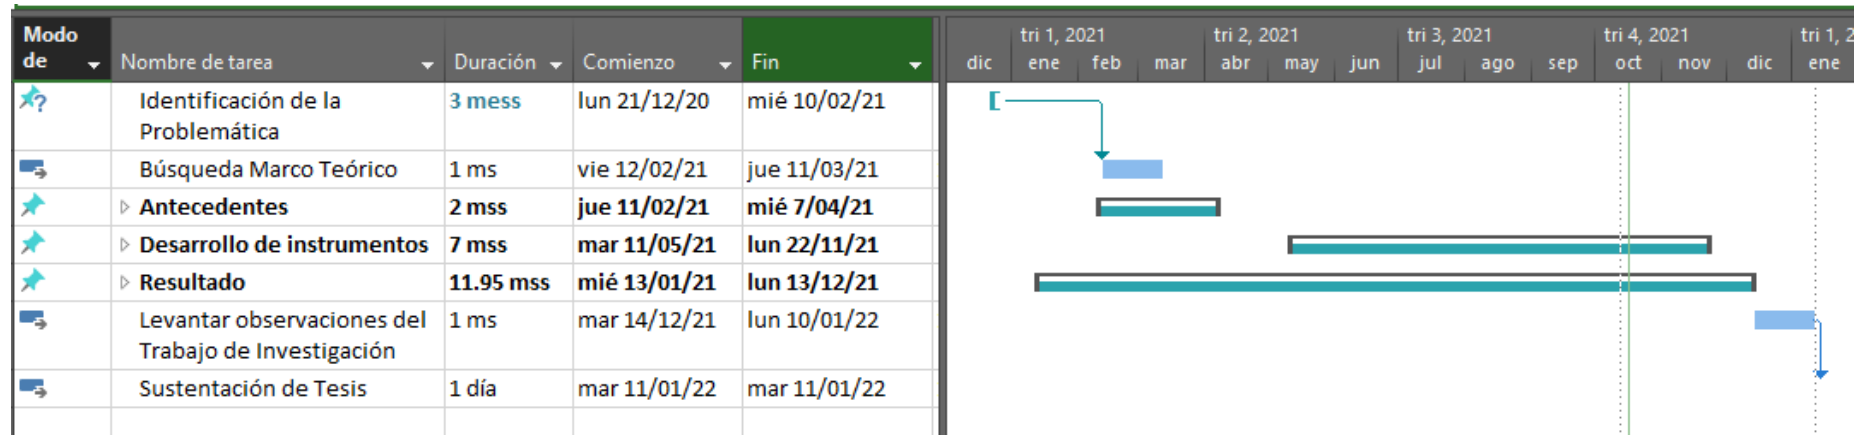 Modo de
Nombre de tarea
Duración
Comienzo
Fin
tri 1, 2021 tri 2, 2021 tri 3, 2021 tri 4, 2021 tri 1, 2
dic ene feb mar abr may jun jul ago sep oct nov dic ene
Identificación de la Problemática 3 mess lun 21/12/20 mié 10/02/21
Búsqueda Marco Teórico 1 ms vie 12/02/21 jue 11/03/21
Antecedentes 2 mss jue 11/02/21 mié 7/04/21
Desarrollo de instrumentos 7 mss mar 11/05/21 lun 22/11/21
Resultado 11.95 mss mié 13/01/21 lun 13/12/21
Levantar observaciones del Trabajo de Investigación 1 ms mar 14/12/21 lun 10/01/22
Sustentación de Tesis 1 día mar 11/01/22 mar 11/01/22